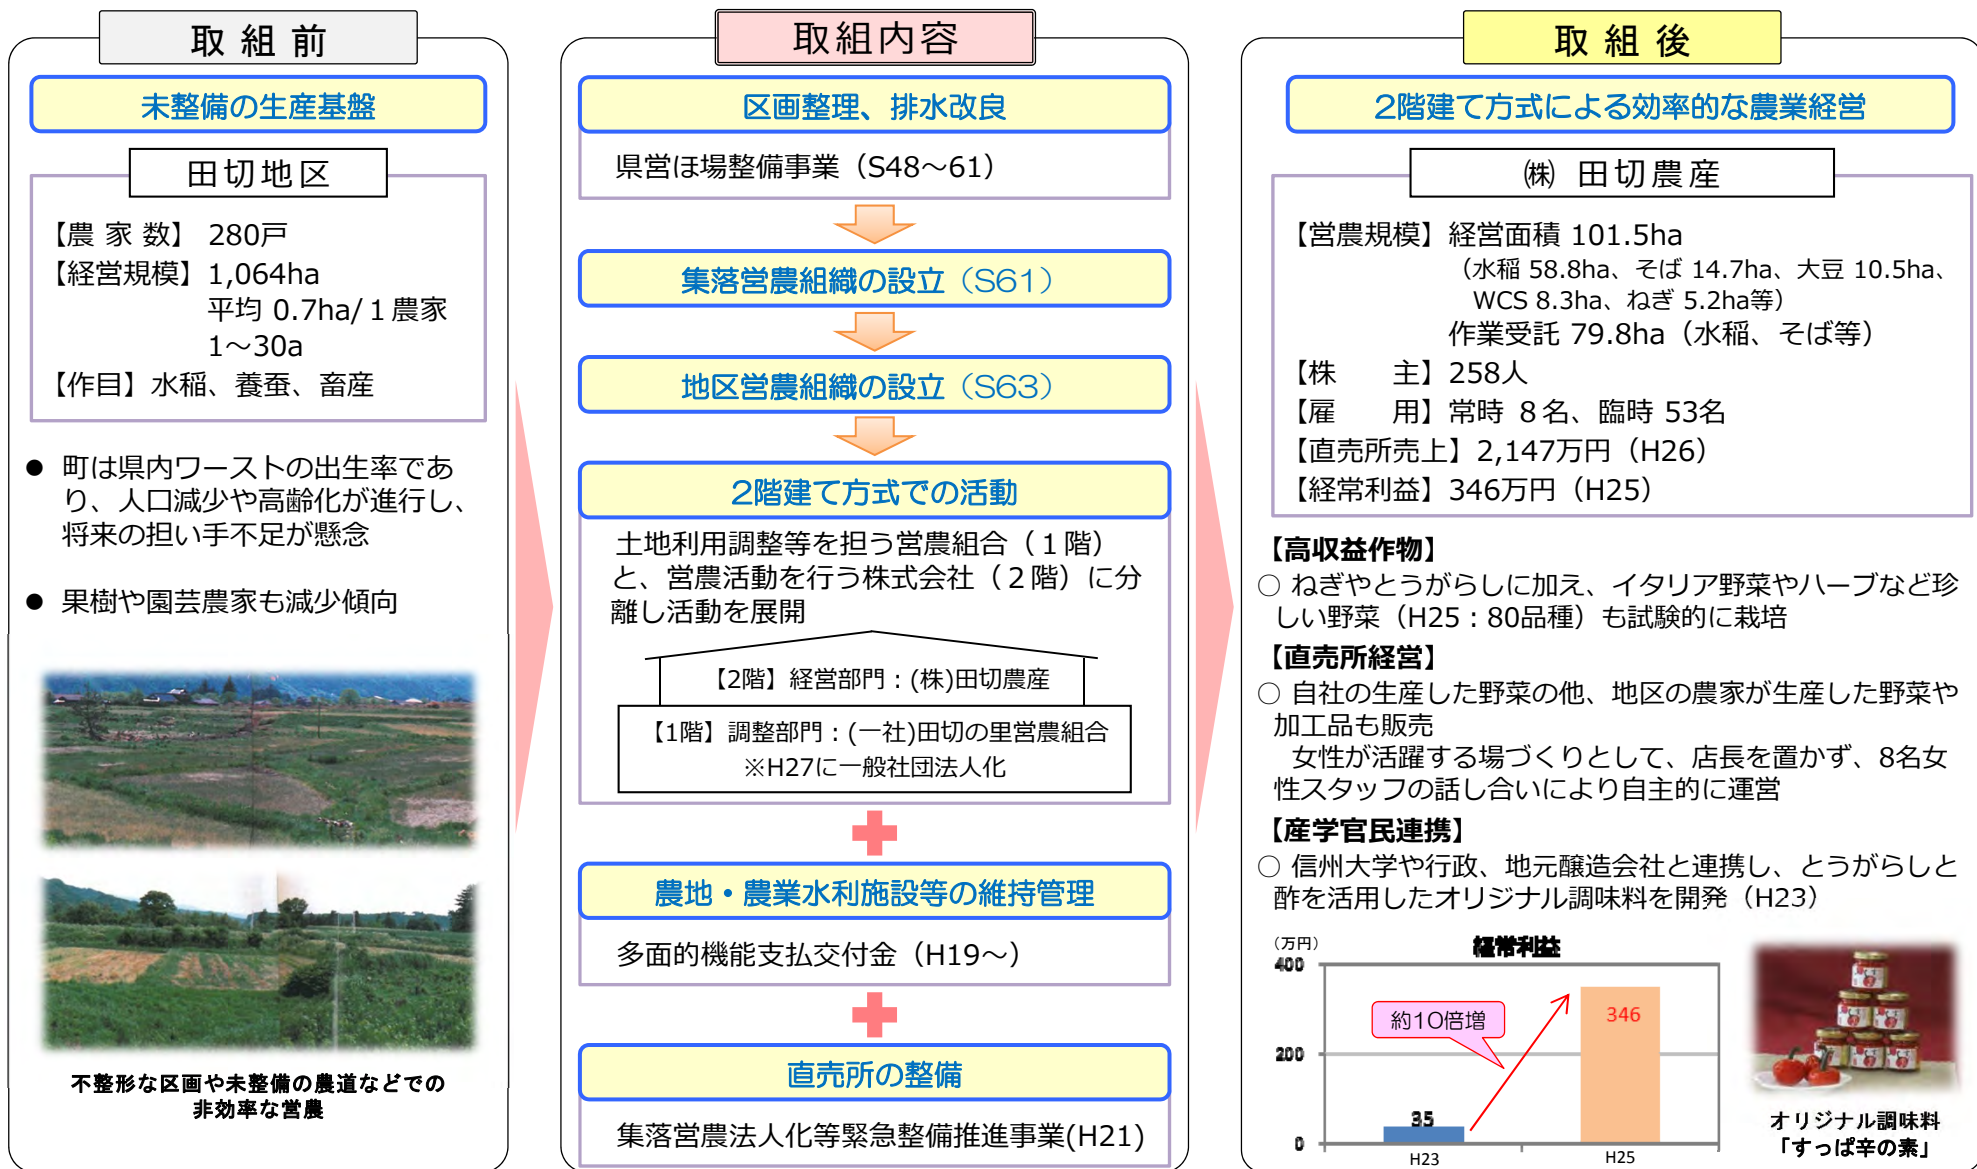 取組前
未整備の生産基盤
田切地区
【農 家 数】 280戸
【経営規模】1,064ha
平均 0.7ha/１農家
1～30a
【作目】水稲、養蚕、畜産
● 町は県内ワーストの出生率であ
り、人口減少や高齢化が進行し、
将来の担い手不足が懸念
● 果樹や園芸農家も減少傾向
不整形な区画や未整備の農道などでの
非効率な営農
取組内容
区画整理、排水改良
県営ほ場整備事業（S48～61）
集落営農組織の設立（S61）
地区営農組織の設立（S63）
2階建て方式での活動
土地利用調整等を担う営農組合（１階）
と、営農活動を行う株式会社（２階）に分
離し活動を展開
【2階】経営部門：(株)田切農産
【1階】調整部門：(一社)田切の里営農組合
※H27に一般社団法人化
農地・農業水利施設等の維持管理
多面的機能支払交付金（H19～）
直売所の整備
集落営農法人化等緊急整備推進事業(H21)
取組後
2階建て方式による効率的な農業経営
㈱ 田切農産
【営農規模】経営面積 101.5ha
（水稲 58.8ha、そば 14.7ha、大豆 10.5ha、
WCS 8.3ha、ねぎ 5.2ha等）
作業受託 79.8ha（水稲、そば等）
【株　　主】258人
【雇　　用】常時 ８名、臨時 53名
【直売所売上】2,147万円（H26）
【経常利益】346万円（H25）
【高収益作物】
○ ねぎやとうがらしに加え、イタリア野菜やハーブなど珍
しい野菜（H25：80品種）も試験的に栽培
【直売所経営】
○ 自社の生産した野菜の他、地区の農家が生産した野菜や
加工品も販売
女性が活躍する場づくりとして、店長を置かず、8名女
性スタッフの話し合いにより自主的に運営
【産学官民連携】
○ 信州大学や行政、地元醸造会社と連携し、とうがらしと
酢を活用したオリジナル調味料を開発（H23）
（万円）
経常利益
400
200
0
約10倍増
35
346
H23
H25
オリジナル調味料
「すっぱ辛の素」